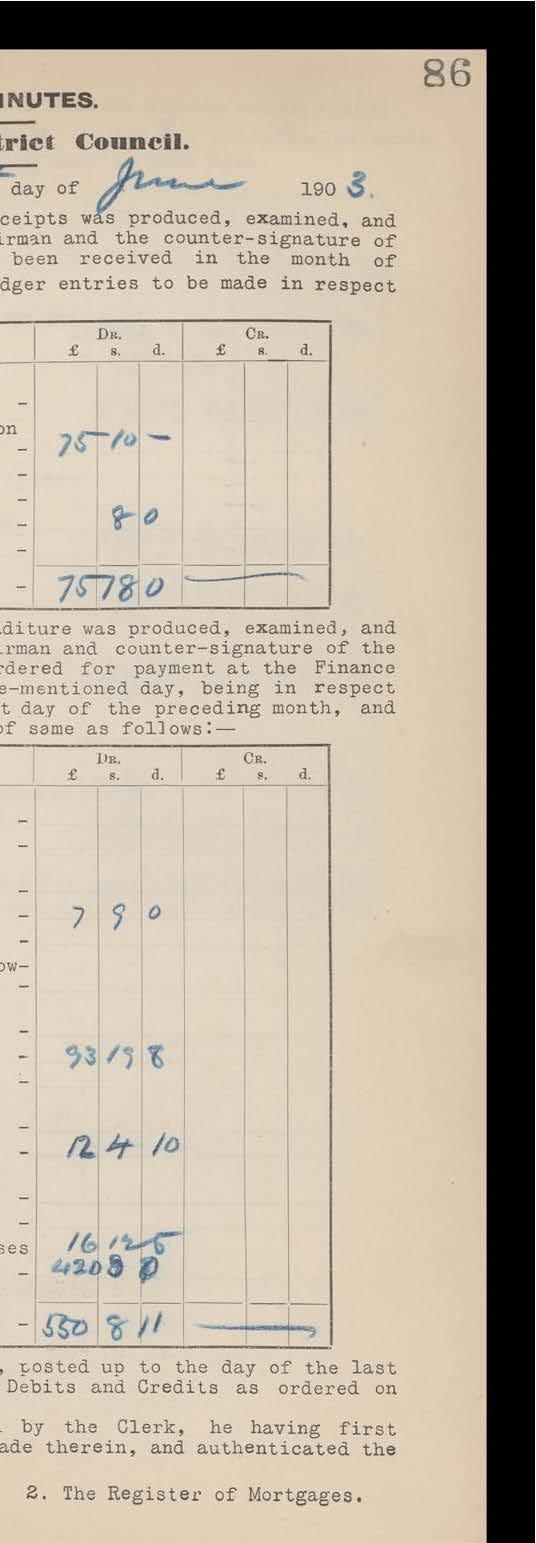 86
INUTES.
trict Council.
day of June 1903.
ceipts was produced, examined, and
irman and the counter-signature of
been received in the month of
dger entries to be made in respect
DR. CR.
£ s. d. £ s. d.
–
on
– 75 10 –
–
–
– 8 0
–
– 75 18 0
diture was produced, examined, and
irman and counter-signature of the
rdered for payment at the Finance
e-mentioned day, being in respect
t day of the preceding month, and
of same as follows:—
DR. CR.
£ s. d. £ s. d.
–
–
–
– 7 9 0
–
ow-
–
–
– 93 19 8
–
–
– 12 4 10
–
–
ses 16 12 5
– 420 3 0
– 550 8 11
, posted up to the day of the last
Debits and Credits as ordered on
by the Clerk, he having first
ade therein, and authenticated the
2. The Register of Mortgages.